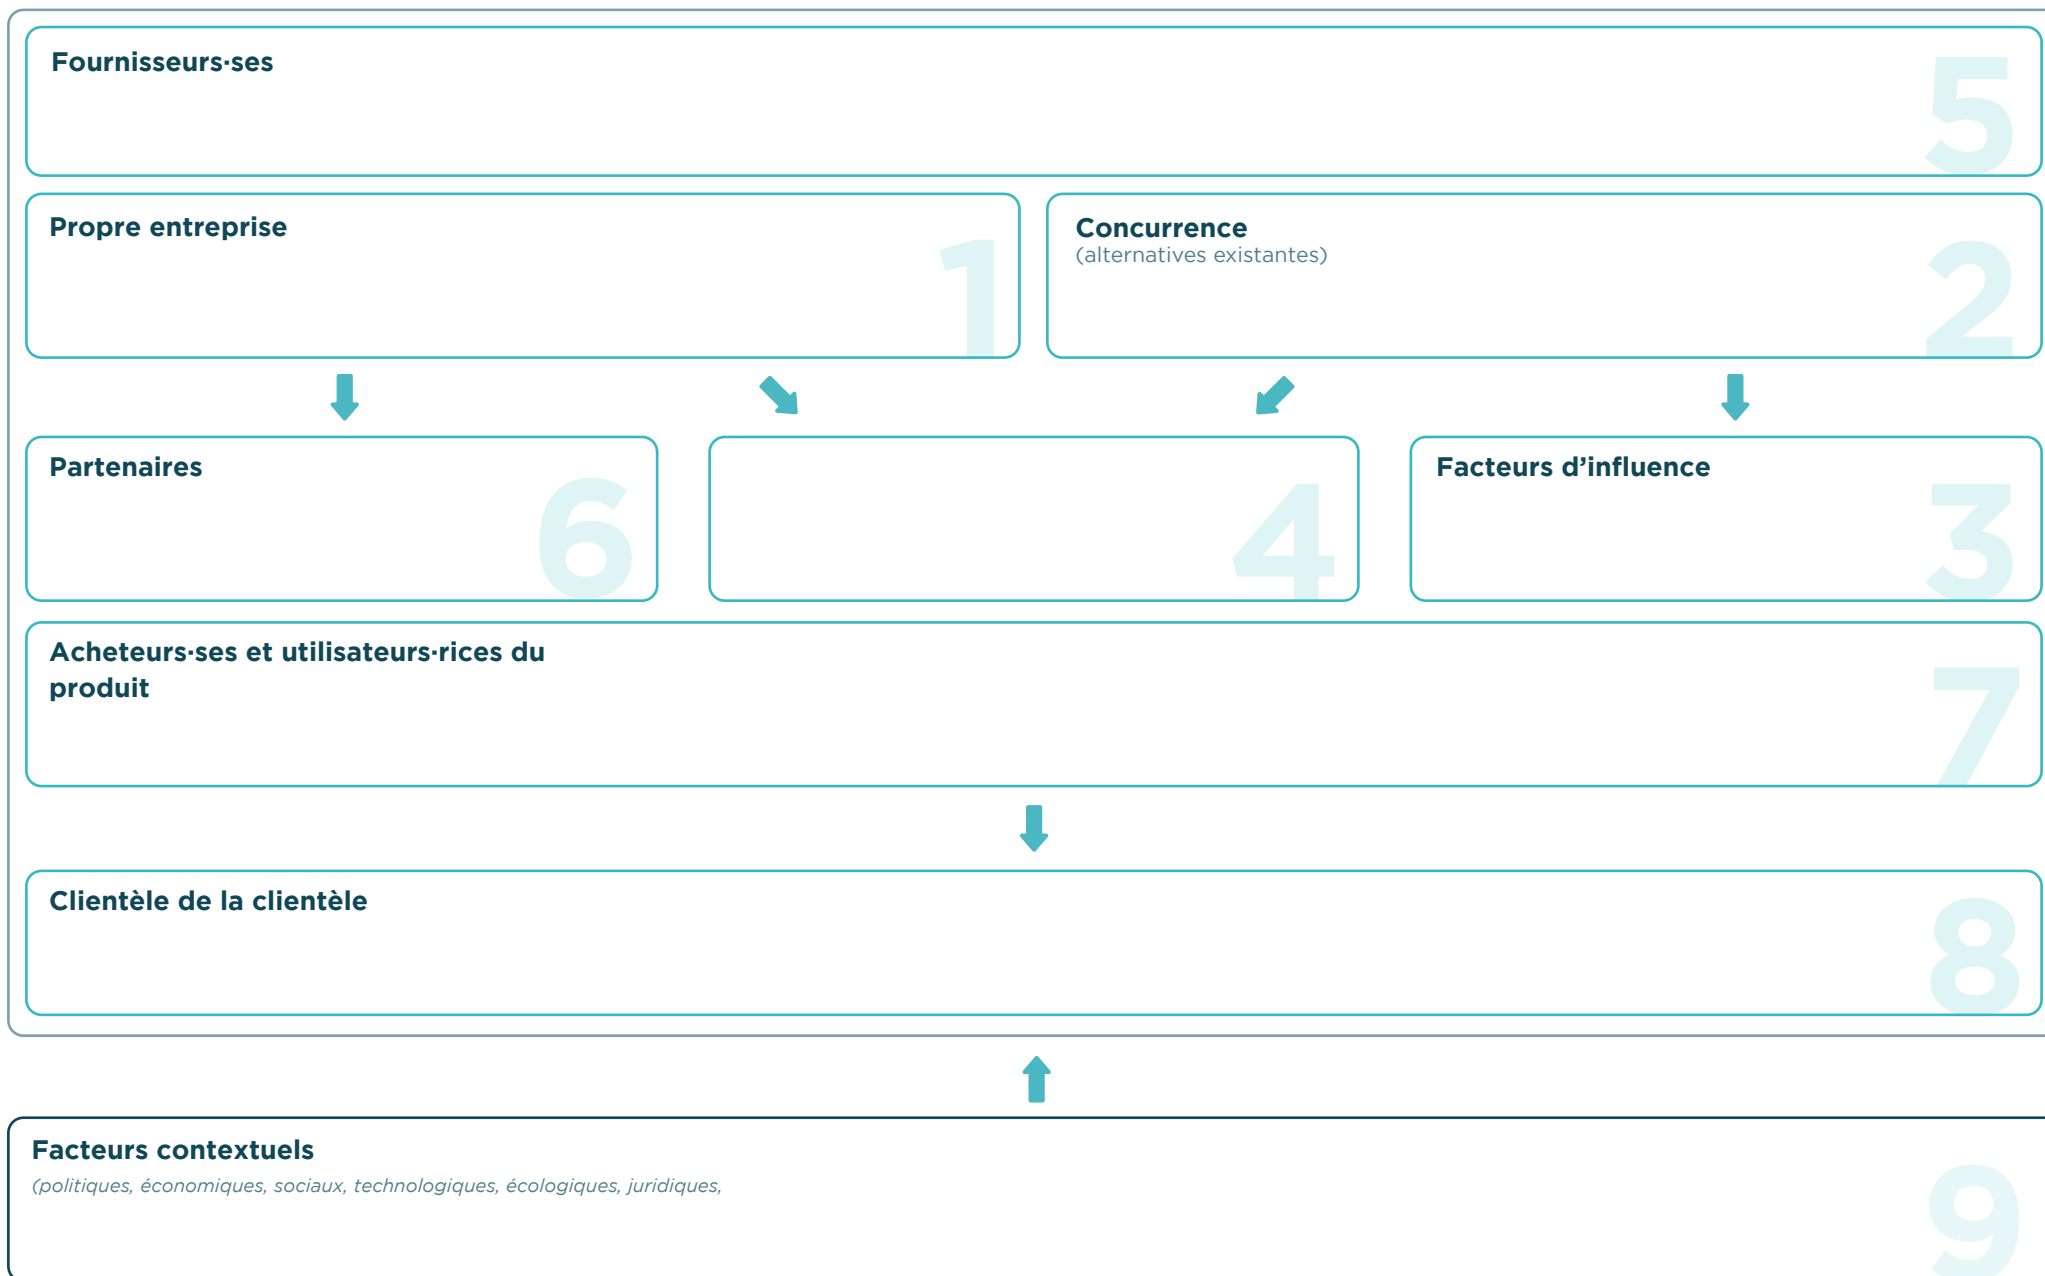 Fournisseurs·ses
5
Propre entreprise
1
Concurrence
(alternatives existantes)
2
Partenaires
6
4
Facteurs d’influence
3
Acheteurs·ses et utilisateurs·rices du
produit
7
Clientèle de la clientèle
8
Facteurs contextuels
(politiques, économiques, sociaux, technologiques, écologiques, juridiques,
9